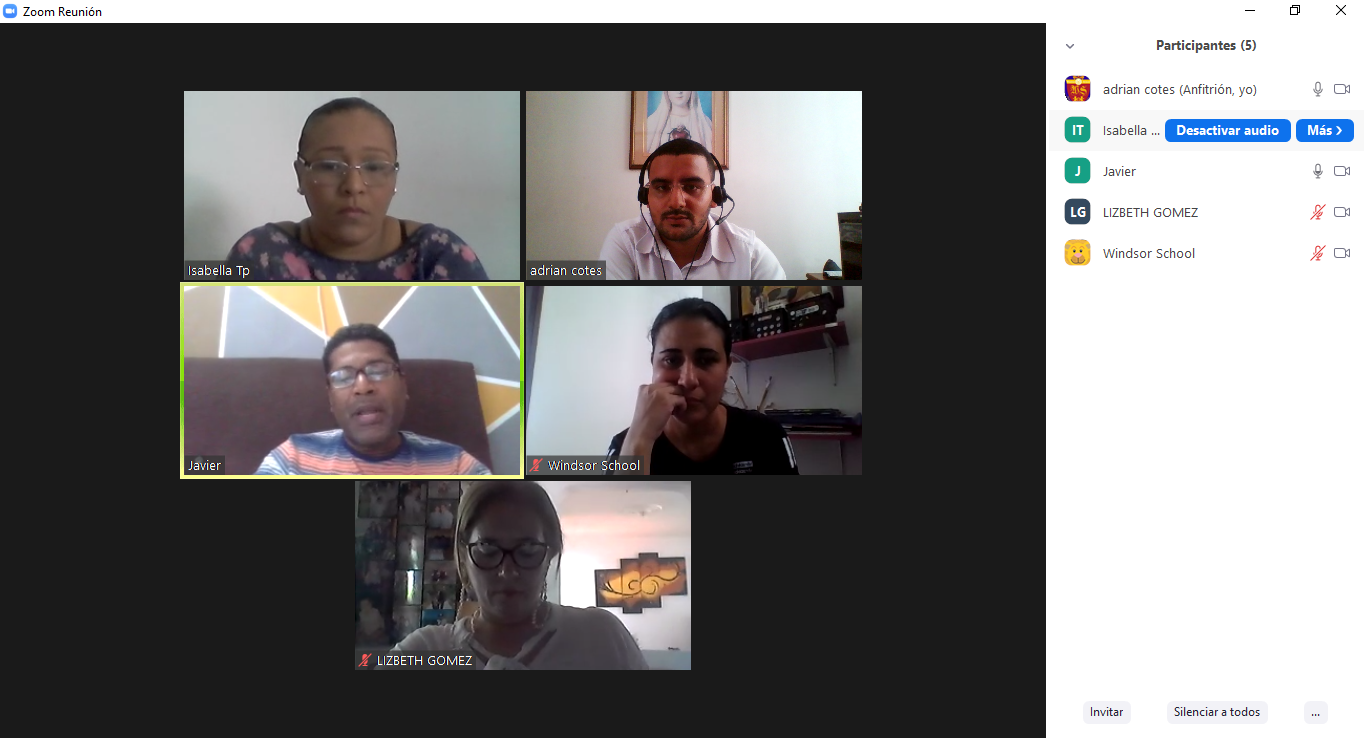 Zoom Reunión
Participantes (5)
adrian cotes (Anfitrión, yo)
IT Isabella ... Desactivar audio Más >
J Javier
LG LIZBETH GOMEZ
Windsor School
Isabella Tp
adrian cotes
Javier
Windsor School
LIZBETH GOMEZ
Invitar Silenciar a todos ...